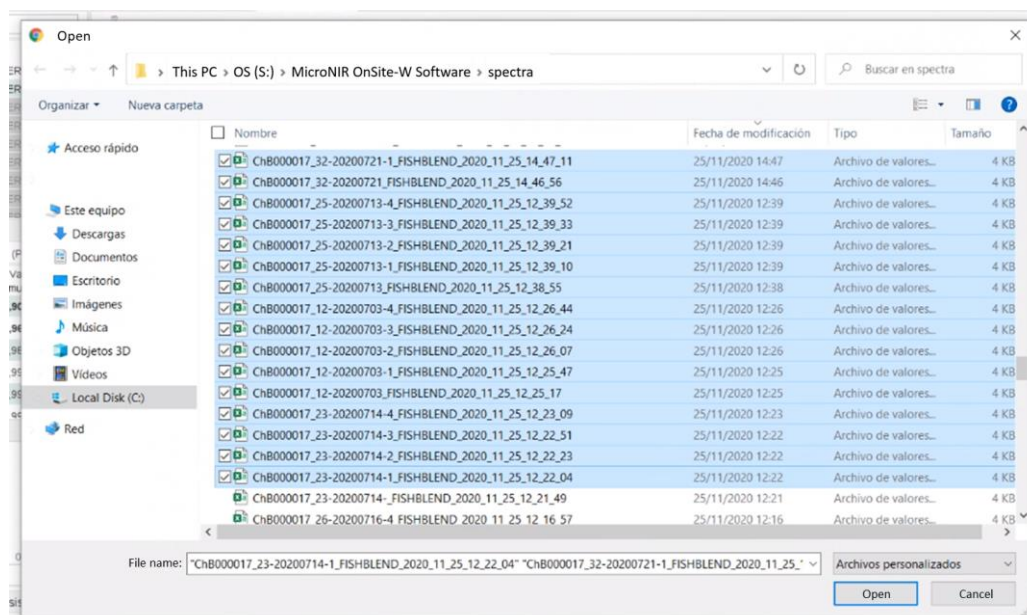 Open
This PC › OS (S:) › MicroNIR OnSite-W Software › spectra
Buscar en spectra
Organizar
Nueva carpeta
Nombre
Fecha de modificación
Tipo
Tamaño
Acceso rápido
Este equipo
Descargas
Documentos
Escritorio
Imágenes
Música
Objetos 3D
Vídeos
Local Disk (C:)
Red
ChB000017_32-20200721-1_FISHBLEND_2020_11_25_14_47_11 25/11/2020 14:47 Archivo de valores... 4 KB
ChB000017_32-20200721_FISHBLEND_2020_11_25_14_46_56 25/11/2020 14:46 Archivo de valores... 4 KB
ChB000017_25-20200713-4_FISHBLEND_2020_11_25_12_39_52 25/11/2020 12:39 Archivo de valores... 4 KB
ChB000017_25-20200713-3_FISHBLEND_2020_11_25_12_39_33 25/11/2020 12:39 Archivo de valores... 4 KB
ChB000017_25-20200713-2_FISHBLEND_2020_11_25_12_39_21 25/11/2020 12:39 Archivo de valores... 4 KB
ChB000017_25-20200713-1_FISHBLEND_2020_11_25_12_39_10 25/11/2020 12:39 Archivo de valores... 4 KB
ChB000017_25-20200713_FISHBLEND_2020_11_25_12_38_55 25/11/2020 12:38 Archivo de valores... 4 KB
ChB000017_12-20200703-4_FISHBLEND_2020_11_25_12_26_44 25/11/2020 12:26 Archivo de valores... 4 KB
ChB000017_12-20200703-3_FISHBLEND_2020_11_25_12_26_24 25/11/2020 12:26 Archivo de valores... 4 KB
ChB000017_12-20200703-2_FISHBLEND_2020_11_25_12_26_07 25/11/2020 12:26 Archivo de valores... 4 KB
ChB000017_12-20200703-1_FISHBLEND_2020_11_25_12_25_47 25/11/2020 12:25 Archivo de valores... 4 KB
ChB000017_12-20200703_FISHBLEND_2020_11_25_12_25_17 25/11/2020 12:25 Archivo de valores... 4 KB
ChB000017_23-20200714-4_FISHBLEND_2020_11_25_12_23_09 25/11/2020 12:23 Archivo de valores... 4 KB
ChB000017_23-20200714-3_FISHBLEND_2020_11_25_12_22_51 25/11/2020 12:22 Archivo de valores... 4 KB
ChB000017_23-20200714-2_FISHBLEND_2020_11_25_12_22_23 25/11/2020 12:22 Archivo de valores... 4 KB
ChB000017_23-20200714-1_FISHBLEND_2020_11_25_12_22_04 25/11/2020 12:22 Archivo de valores... 4 KB
ChB000017_23-20200714-_FISHBLEND_2020_11_25_12_21_49 25/11/2020 12:21 Archivo de valores... 4 KB
ChB000017_26-20200716-4_FISHBLEND_2020_11_25_12_16_57 25/11/2020 12:16 Archivo de valores... 4 KB
File name: "ChB000017_23-20200714-1_FISHBLEND_2020_11_25_12_22_04" "ChB000017_32-20200721-1_FISHBLEND_2020_11_25_'
Archivos personalizados
Open
Cancel